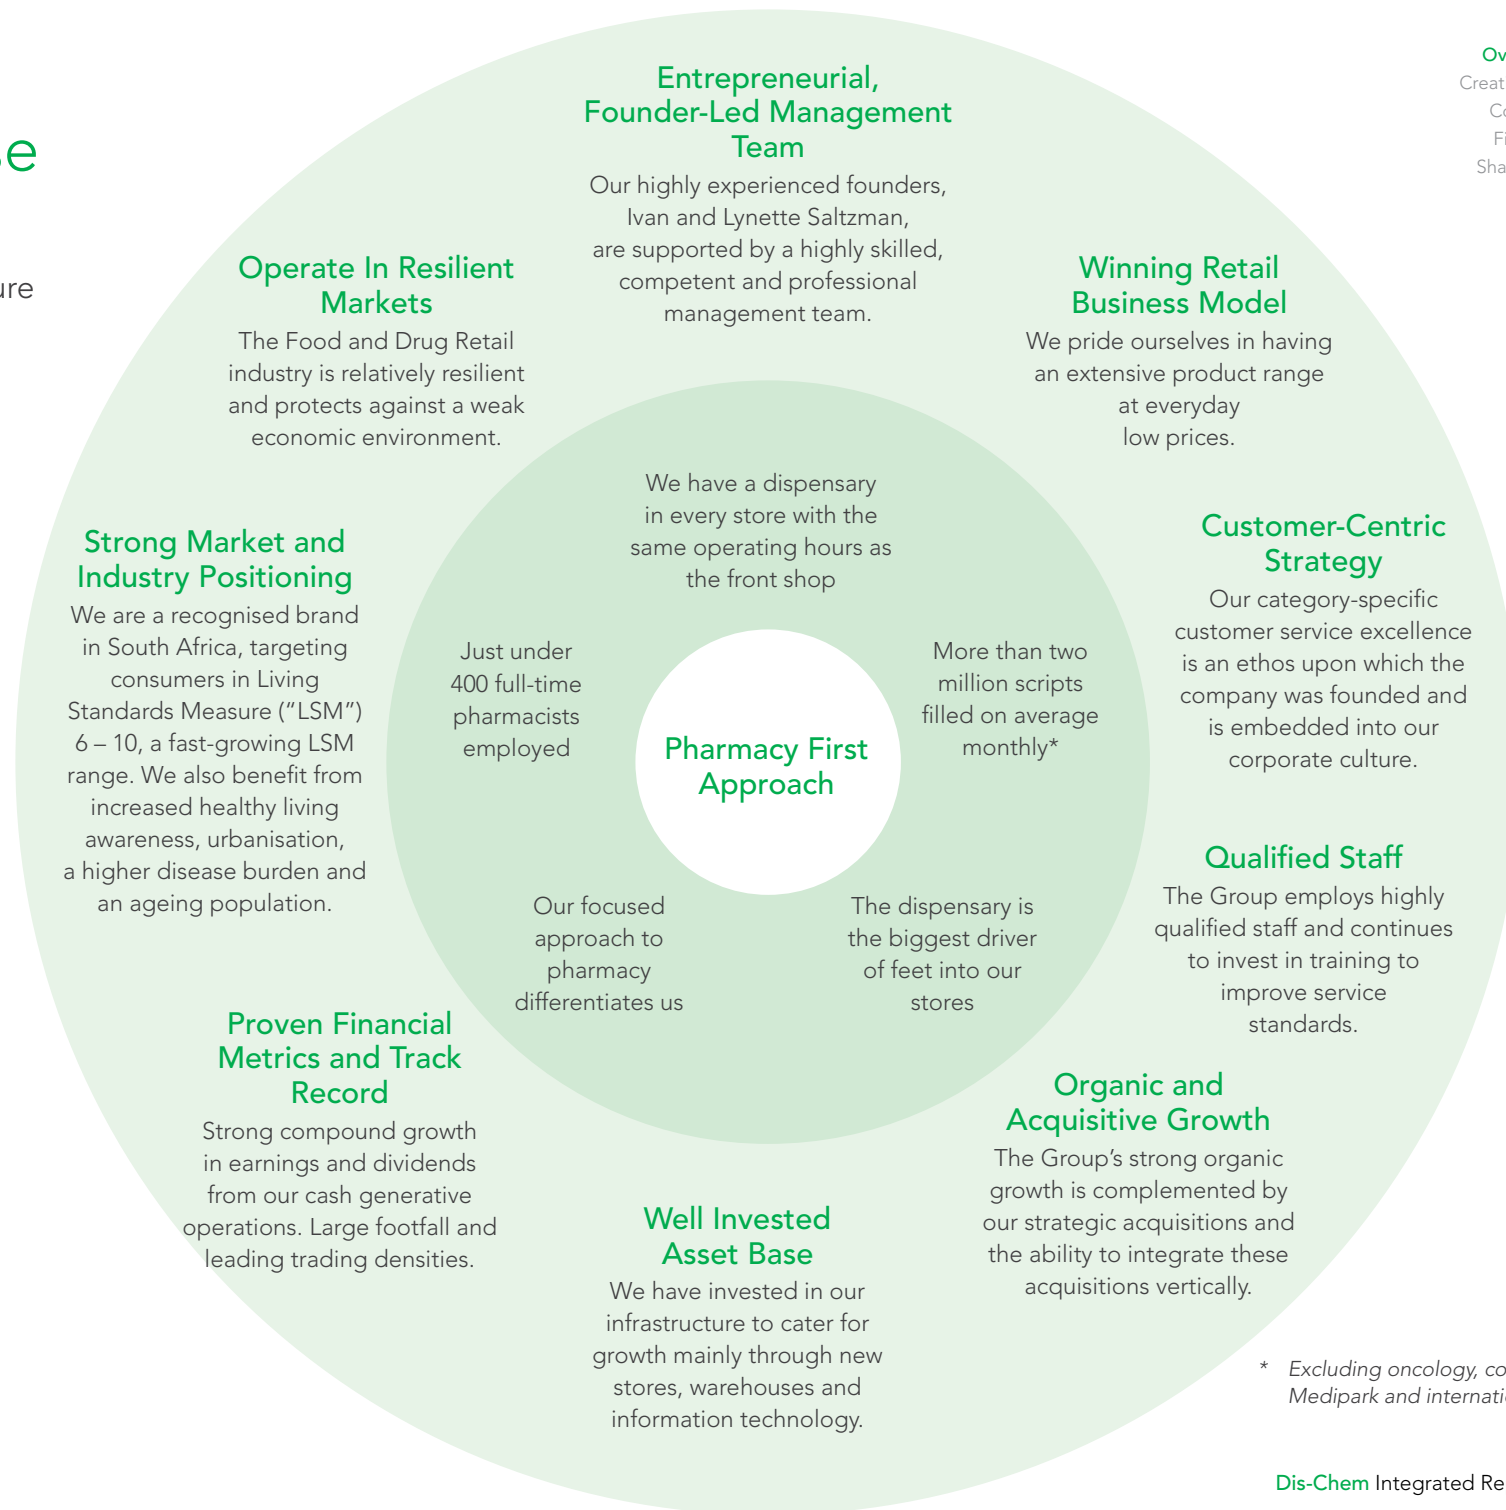 Entrepreneurial,
Founder-Led Management
Team
Our highly experienced founders,
Ivan and Lynette Saltzman,
are supported by a highly skilled,
competent and professional
management team.
Operate In Resilient
Markets
The Food and Drug Retail
industry is relatively resilient
and protects against a weak
economic environment.
Winning Retail
Business Model
We pride ourselves in having
an extensive product range
at everyday
low prices.
Strong Market and
Industry Positioning
We are a recognised brand
in South Africa, targeting
consumers in Living
Standards Measure (“LSM”)
6 – 10, a fast-growing LSM
range. We also benefit from
increased healthy living
awareness, urbanisation,
a higher disease burden and
an ageing population.
We have a dispensary
in every store with the
same operating hours as
the front shop
Just under
400 full-time
pharmacists
employed
More than two
million scripts
filled on average
monthly*
Pharmacy First
Approach
Our focused
approach to
pharmacy
differentiates us
The dispensary is
the biggest driver
of feet into our
stores
Customer-Centric
Strategy
Our category-specific
customer service excellence
is an ethos upon which the
company was founded and
is embedded into our
corporate culture.
Qualified Staff
The Group employs highly
qualified staff and continues
to invest in training to
improve service
standards.
Proven Financial
Metrics and Track
Record
Strong compound growth
in earnings and dividends
from our cash generative
operations. Large footfall and
leading trading densities.
Well Invested
Asset Base
We have invested in our
infrastructure to cater for
growth mainly through new
stores, warehouses and
information technology.
Organic and
Acquisitive Growth
The Group’s strong organic
growth is complemented by
our strategic acquisitions and
the ability to integrate these
acquisitions vertically.
* Excluding oncology,
Medipark and
Dis-Chem Integrated